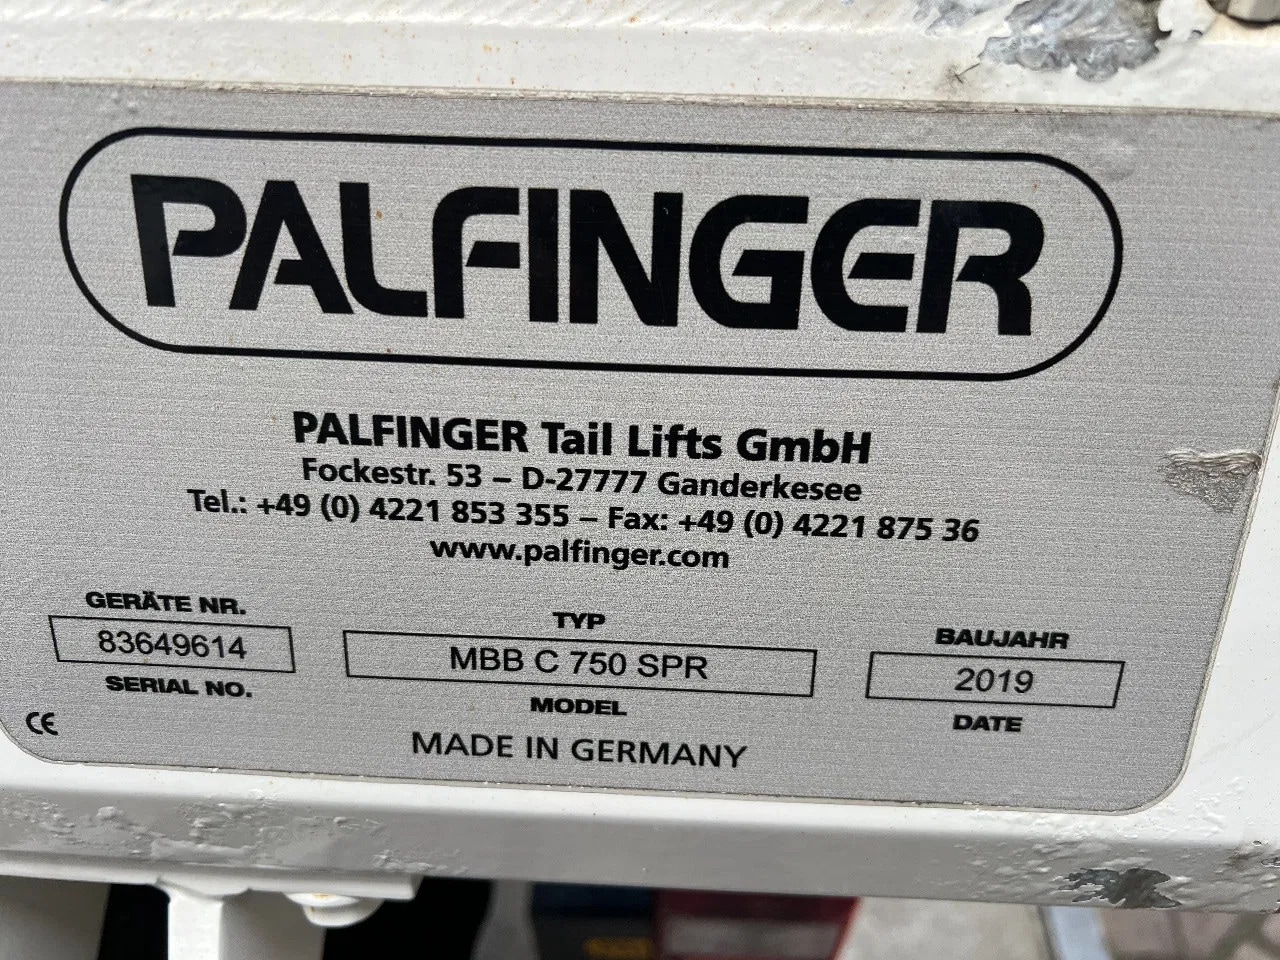 PALFINGER
PALFINGER Tail Lifts GmbH
Fockestr. 53 – D-27777 Ganderkesee
Tel.: +49 (0) 4221 853 355 – Fax: +49 (0) 4221 875 36
www.palfinger.com
GERÄTE NR. TYP BAUJAHR
83649614 MBB C 750 SPR 2019
SERIAL NO. MODEL DATE
CE MADE IN GERMANY